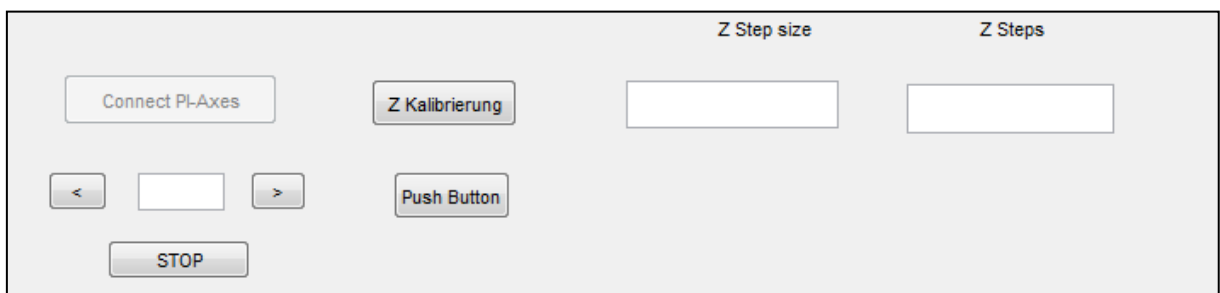 Z Step size
Z Steps
Connect PI-Axes
Z Kalibrierung
<
>
Push Button
STOP